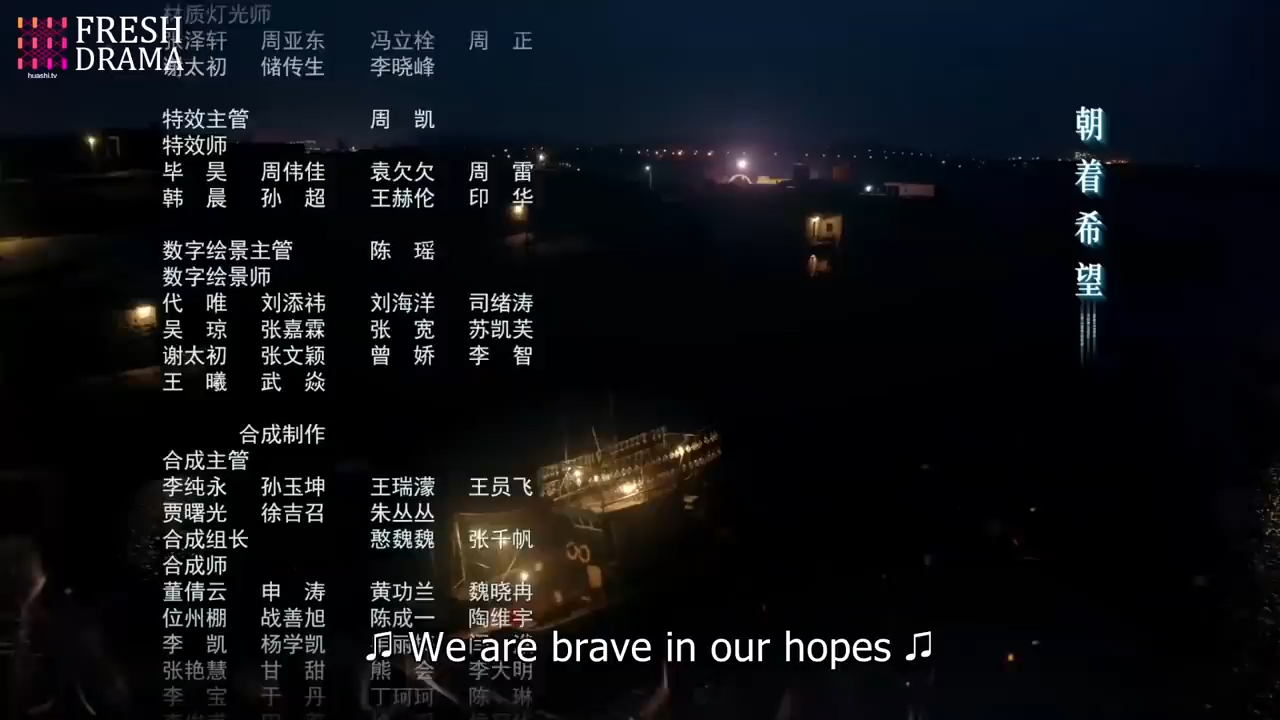 FRESH
DRAMA
huashi.tv
材质灯光师
张泽轩 周亚东 冯立栓 周 正
谢太初 储传生 李晓峰
特效主管 周 凯
特效师
毕 昊 周伟佳 袁欠欠 周 雷
韩 晨 孙 超 王赫伦 印 华
数字绘景主管 陈 瑶
数字绘景师
代 唯 刘添祎 刘海洋 司绪涛
吴 琼 张嘉霖 张 宽 苏凯芙
谢太初 张文颖 曾 娇 李 智
王 曦 武 焱
合成制作
合成主管
李纯永 孙玉坤 王瑞濛 王员飞
贾曙光 徐吉召 朱丛丛
合成组长 憨魏魏 张千帆
合成师
董倩云 申 涛 黄功兰 魏晓冉
位州棚 战善旭 陈成一 陶维宇
李 凯 杨学凯
张艳慧 甘 甜 熊 会 李大明
李 宝 于 丹 丁珂珂 陈 琳
朝着希望
♫ We are brave in our hopes ♫